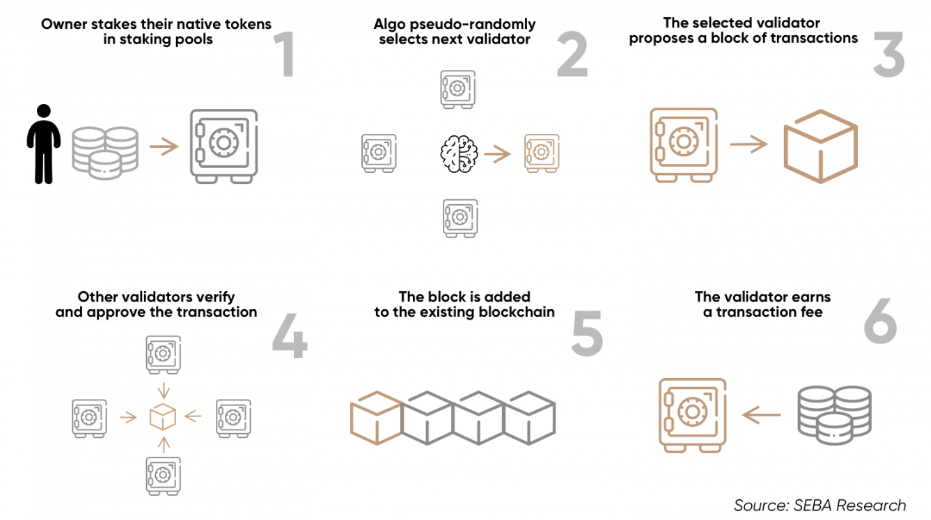 Owner stakes their native tokens
in staking pools
1
Algo pseudo-randomly
selects next validator
2
The selected validator
proposes a block of transactions
3
Other validators verify
and approve the transaction
4
The block is added
to the existing blockchain
5
The validator earns
a transaction fee
6
Source: SEBA Research